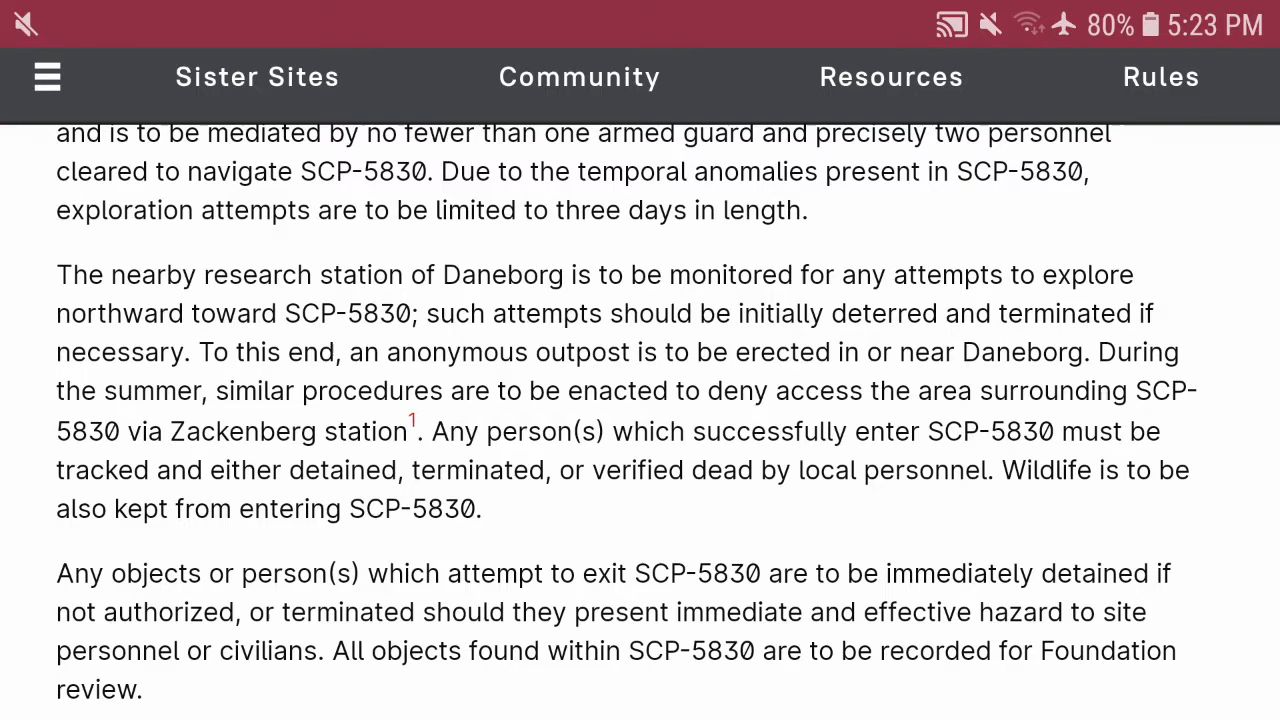 80% 5:23 PM
Sister Sites Community Resources Rules
and is to be mediated by no fewer than one armed guard and precisely two personnel
cleared to navigate SCP-5830. Due to the temporal anomalies present in SCP-5830,
exploration attempts are to be limited to three days in length.
The nearby research station of Daneborg is to be monitored for any attempts to explore
northward toward SCP-5830; such attempts should be initially deterred and terminated if
necessary. To this end, an anonymous outpost is to be erected in or near Daneborg. During
the summer, similar procedures are to be enacted to deny access the area surrounding SCP-
5830 via Zackenberg station1. Any person(s) which successfully enter SCP-5830 must be
tracked and either detained, terminated, or verified dead by local personnel. Wildlife is to be
also kept from entering SCP-5830.
Any objects or person(s) which attempt to exit SCP-5830 are to be immediately detained if
not authorized, or terminated should they present immediate and effective hazard to site
personnel or civilians. All objects found within SCP-5830 are to be recorded for Foundation
review.